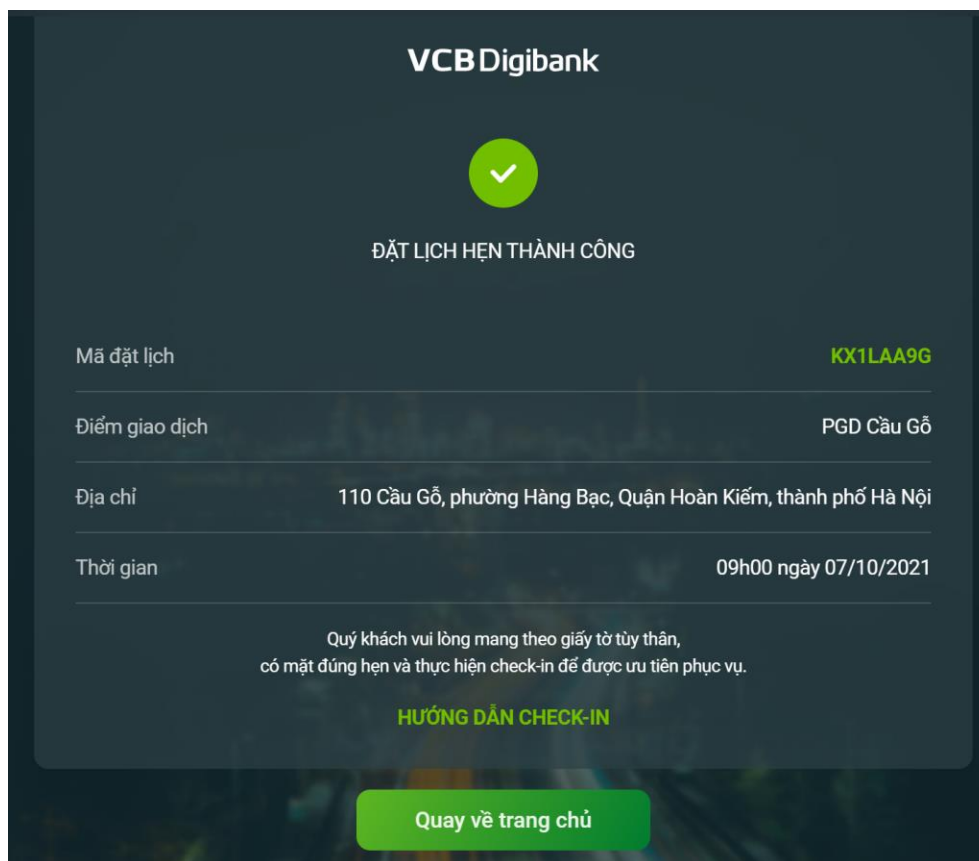 VCB Digibank
ĐẶT LỊCH HẸN THÀNH CÔNG
Mã đặt lịch KX1LAA9G
Điểm giao dịch PGD Cầu Gỗ
Địa chỉ 110 Cầu Gỗ, phường Hàng Bạc, Quận Hoàn Kiếm, thành phố Hà Nội
Thời gian 09h00 ngày 07/10/2021
Quý khách vui lòng mang theo giấy tờ tùy thân,
có mặt đúng hẹn và thực hiện check-in để được ưu tiên phục vụ.
HƯỚNG DẪN CHECK-IN
Quay về trang chủ